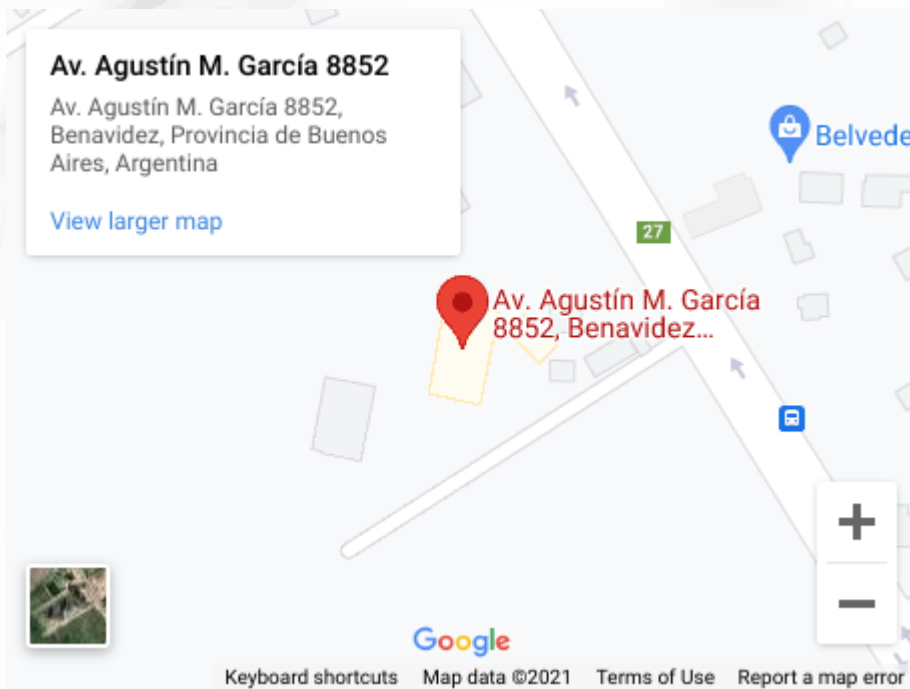 Av. Agustín M. García 8852
Av. Agustín M. García 8852,
Benavidez, Provincia de Buenos
Aires, Argentina
View larger map
Belvede
27
Av. Agustín M. García
8852, Benavidez...
Google
Keyboard shortcuts Map data ©2021 Terms of Use Report a map error